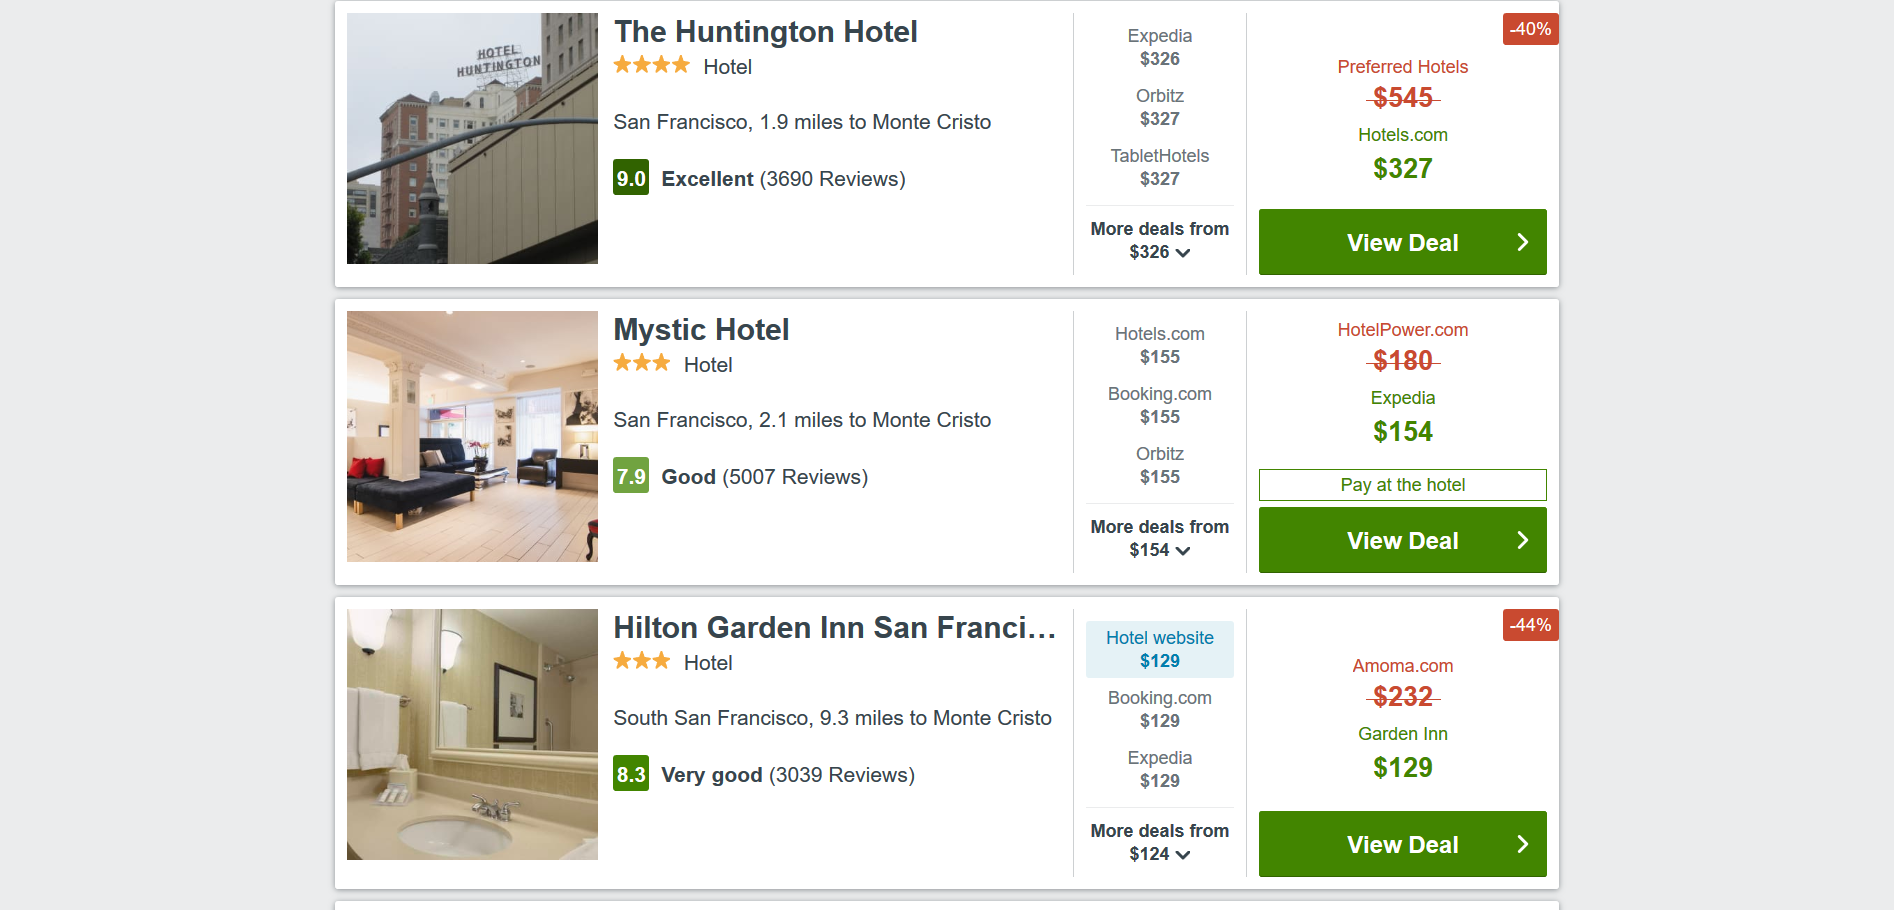 HOTEL
HUNTINGTON
The Huntington Hotel
Hotel
San Francisco, 1.9 miles to Monte Cristo
9.0 Excellent (3690 Reviews)
Expedia
$326
Orbitz
$327
TabletHotels
$327
More deals from
$326
-40%
Preferred Hotels
$545
Hotels.com
$327
View Deal
Mystic Hotel
Hotel
San Francisco, 2.1 miles to Monte Cristo
7.9 Good (5007 Reviews)
Hotels.com
$155
Booking.com
$155
Orbitz
$155
More deals from
$154
HotelPower.com
$180
Expedia
$154
Pay at the hotel
View Deal
Hilton Garden Inn San Franci...
Hotel
South San Francisco, 9.3 miles to Monte Cristo
8.3 Very good (3039 Reviews)
Hotel website
$129
Booking.com
$129
Expedia
$129
More deals from
$124
-44%
Amoma.com
$232
Garden Inn
$129
View Deal